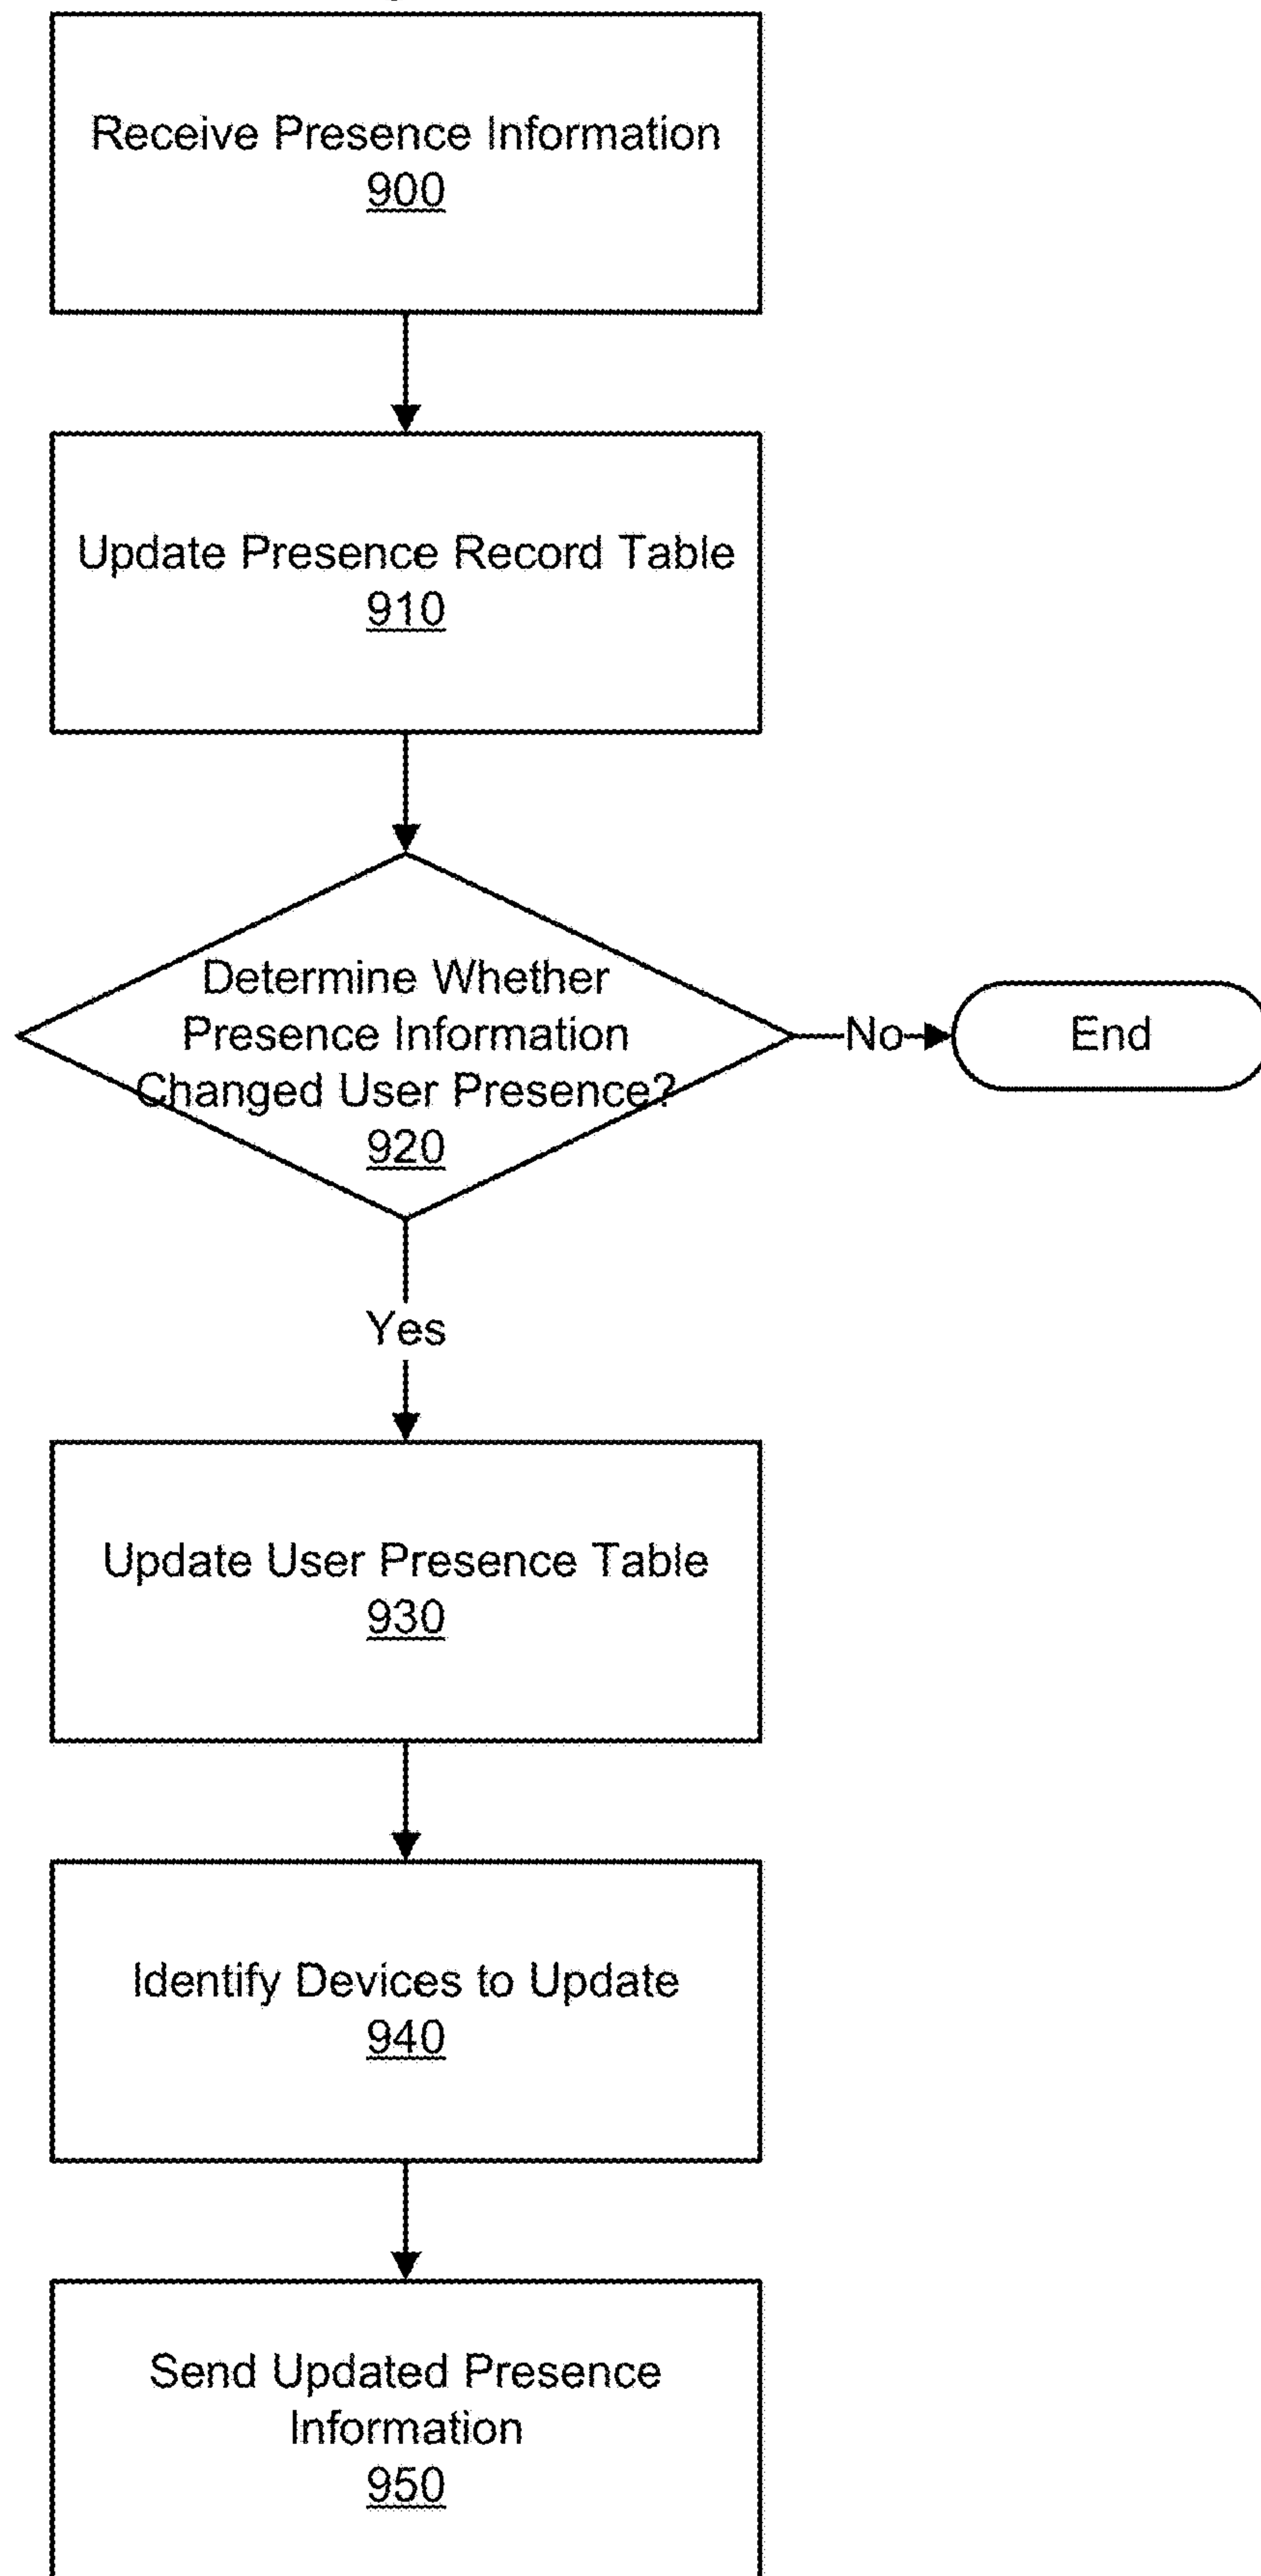 Receive Presence Information
900
Update Presence Record Table
910
Determine Whether
Presence Information
Changed User Presence?
920
No
End
Yes
Update User Presence Table
930
Identify Devices to Update
940
Send Updated Presence
Information
950